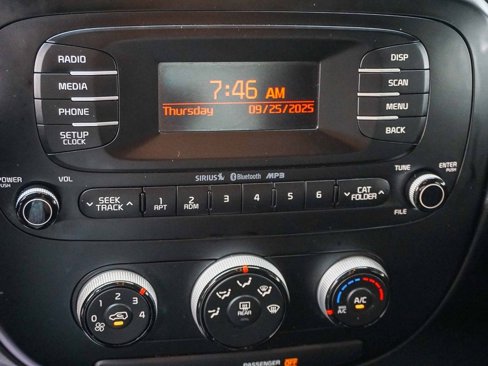 RADIO
MEDIA
PHONE
SETUP
CLOCK
7:46 AM
Thursday 09/25/2025
DISP
SCAN
MENU
BACK
SIRIUS Bluetooth MP3
POWER
PUSH
VOL
SEEK
TRACK
1
RPT
2
RDM
3
4
5
6
CAT
FOLDER
TUNE
ENTER
PUSH
FILE
0 1 2 3 4
REAR
A/C
MAX
A/C
PASSENGER OFF